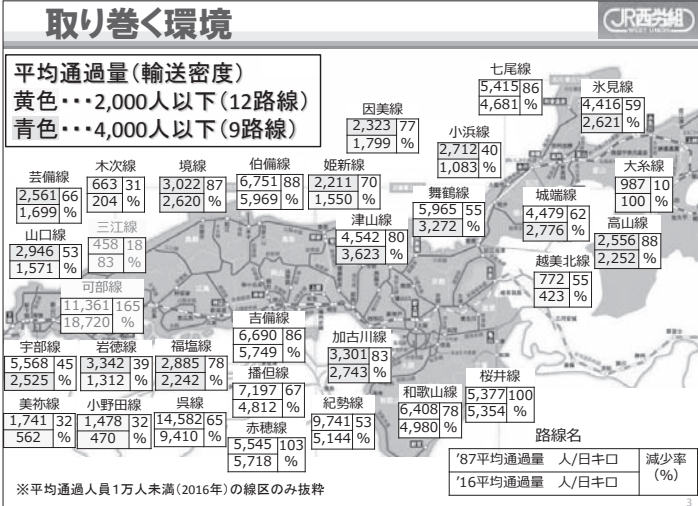 取り巻く環境
JR西労組
WEST UNION
平均通過量(輸送密度)
黄色・・・2,000人以下(12路線)
青色・・・4,000人以下(9路線)
七尾線
5,415 86
4,681 %
氷見線
4,416 59
2,621 %
因美線
2,323 77
1,799 %
小浜線
2,712 40
1,083 %
大糸線
987 10
100 %
芸備線
2,561 66
1,699 %
木次線
663 31
204 %
境線
3,022 87
2,620 %
伯備線
6,751 88
5,969 %
姫新線
2,211 70
1,550 %
舞鶴線
5,965 55
3,272 %
城端線
4,479 62
2,776 %
高山線
2,556 88
2,252 %
山口線
2,946 53
1,571 %
三江線
458 18
83 %
津山線
4,542 80
3,623 %
越美北線
772 55
423 %
可部線
11,361 165
18,720 %
宇部線
5,568 45
2,525 %
岩徳線
3,342 39
1,312 %
福塩線
2,885 78
2,242 %
吉備線
6,690 86
5,749 %
加古川線
3,301 83
2,743 %
播但線
7,197 67
4,812 %
桜井線
5,377 100
5,354 %
美祢線
1,741 32
562 %
小野田線
1,478 32
470 %
呉線
14,582 65
9,410 %
赤穂線
5,545 103
5,718 %
紀勢線
9,741 53
5,144 %
和歌山線
6,408 78
4,980 %
路線名
'87平均通過量 人/日キロ 減少率
'16平均通過量 人/日キロ (%)
※平均通過人員1万人未満(2016年)の線区のみ抜粋
3